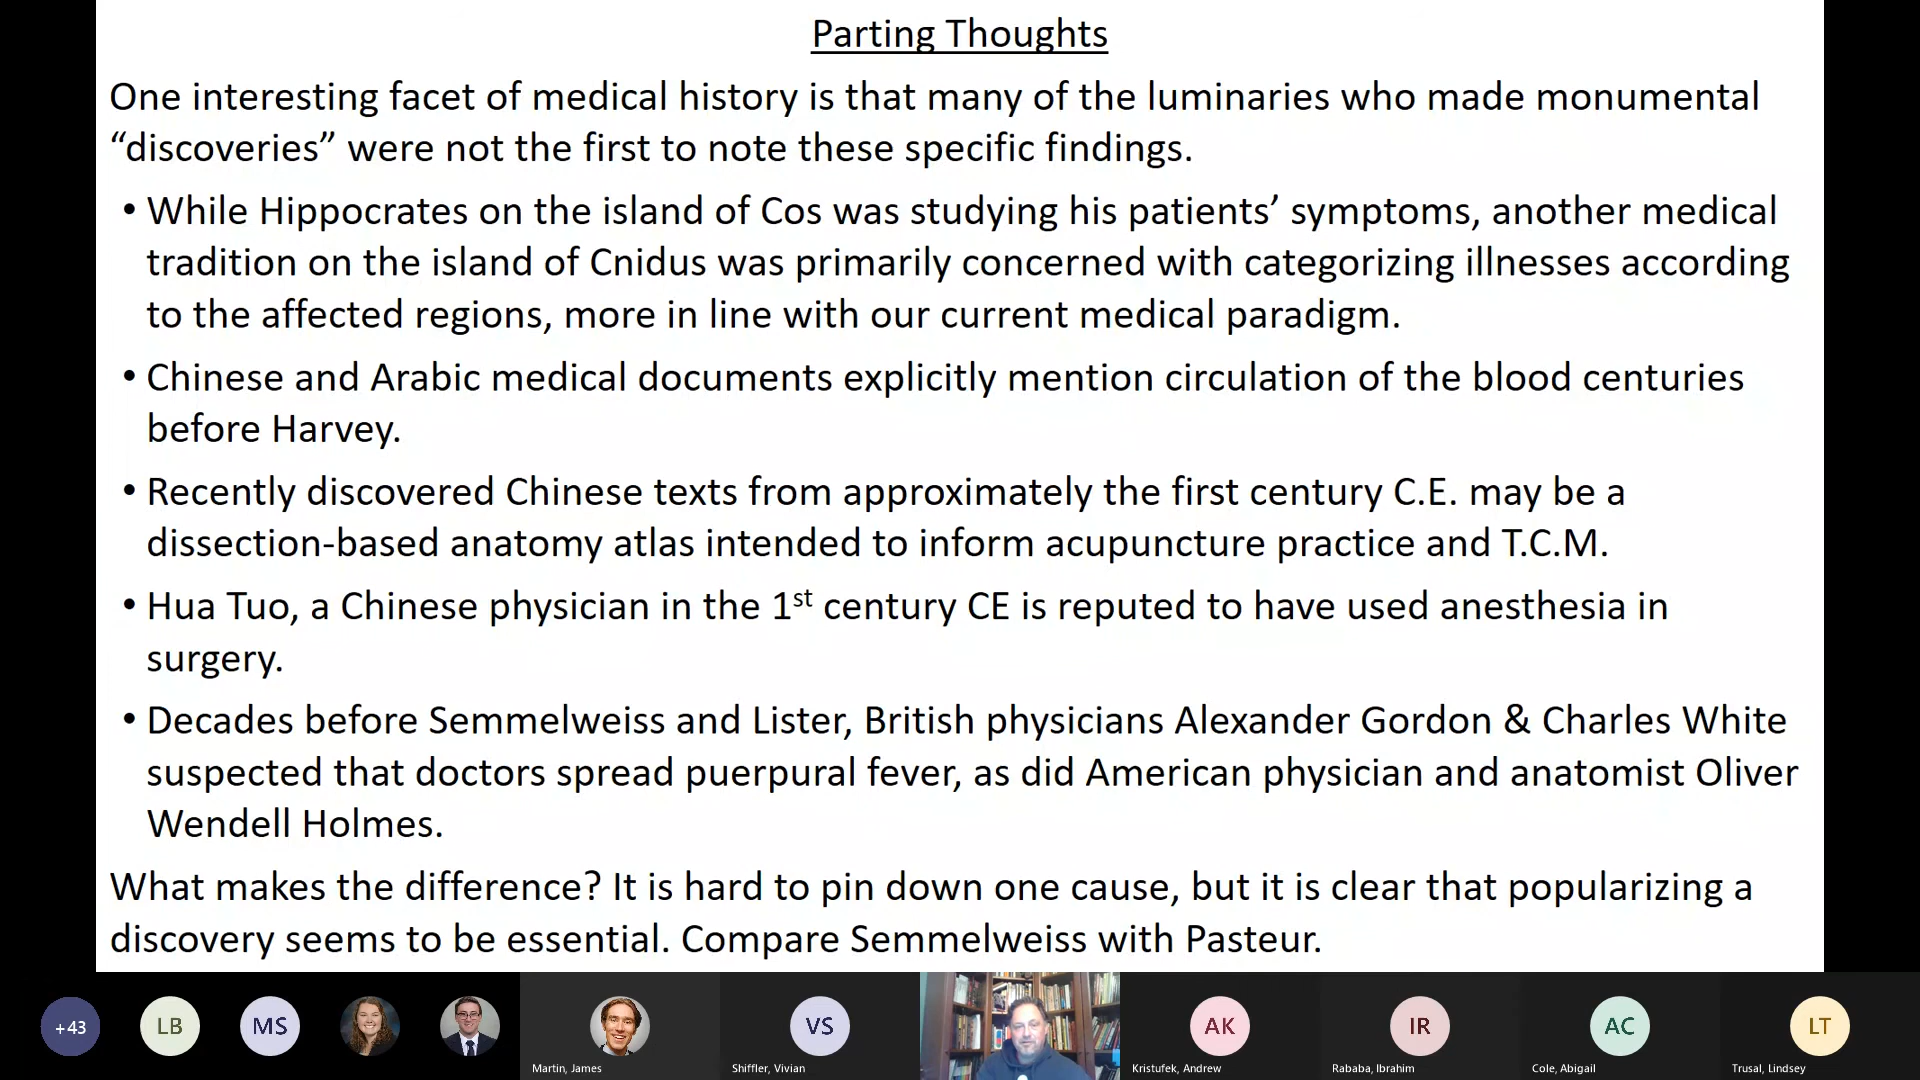 Parting Thoughts
One interesting facet of medical history is that many of the luminaries who made monumental
“discoveries” were not the first to note these specific findings.
• While Hippocrates on the island of Cos was studying his patients’ symptoms, another medical
tradition on the island of Cnidus was primarily concerned with categorizing illnesses according
to the affected regions, more in line with our current medical paradigm.
• Chinese and Arabic medical documents explicitly mention circulation of the blood centuries
before Harvey.
• Recently discovered Chinese texts from approximately the first century C.E. may be a
dissection-based anatomy atlas intended to inform acupuncture practice and T.C.M.
• Hua Tuo, a Chinese physician in the 1st century CE is reputed to have used anesthesia in
surgery.
• Decades before Semmelweiss and Lister, British physicians Alexander Gordon & Charles White
suspected that doctors spread puerpural fever, as did American physician and anatomist Oliver
Wendell Holmes.
What makes the difference? It is hard to pin down one cause, but it is clear that popularizing a
discovery seems to be essential. Compare Semmelweiss with Pasteur.
+43
LB
MS
Martin, James
VS
Shiffler, Vivian
AK
Kristufek, Andrew
IR
Rababa, Ibrahim
AC
Cole, Abigail
LT
Trusal, Lindsey